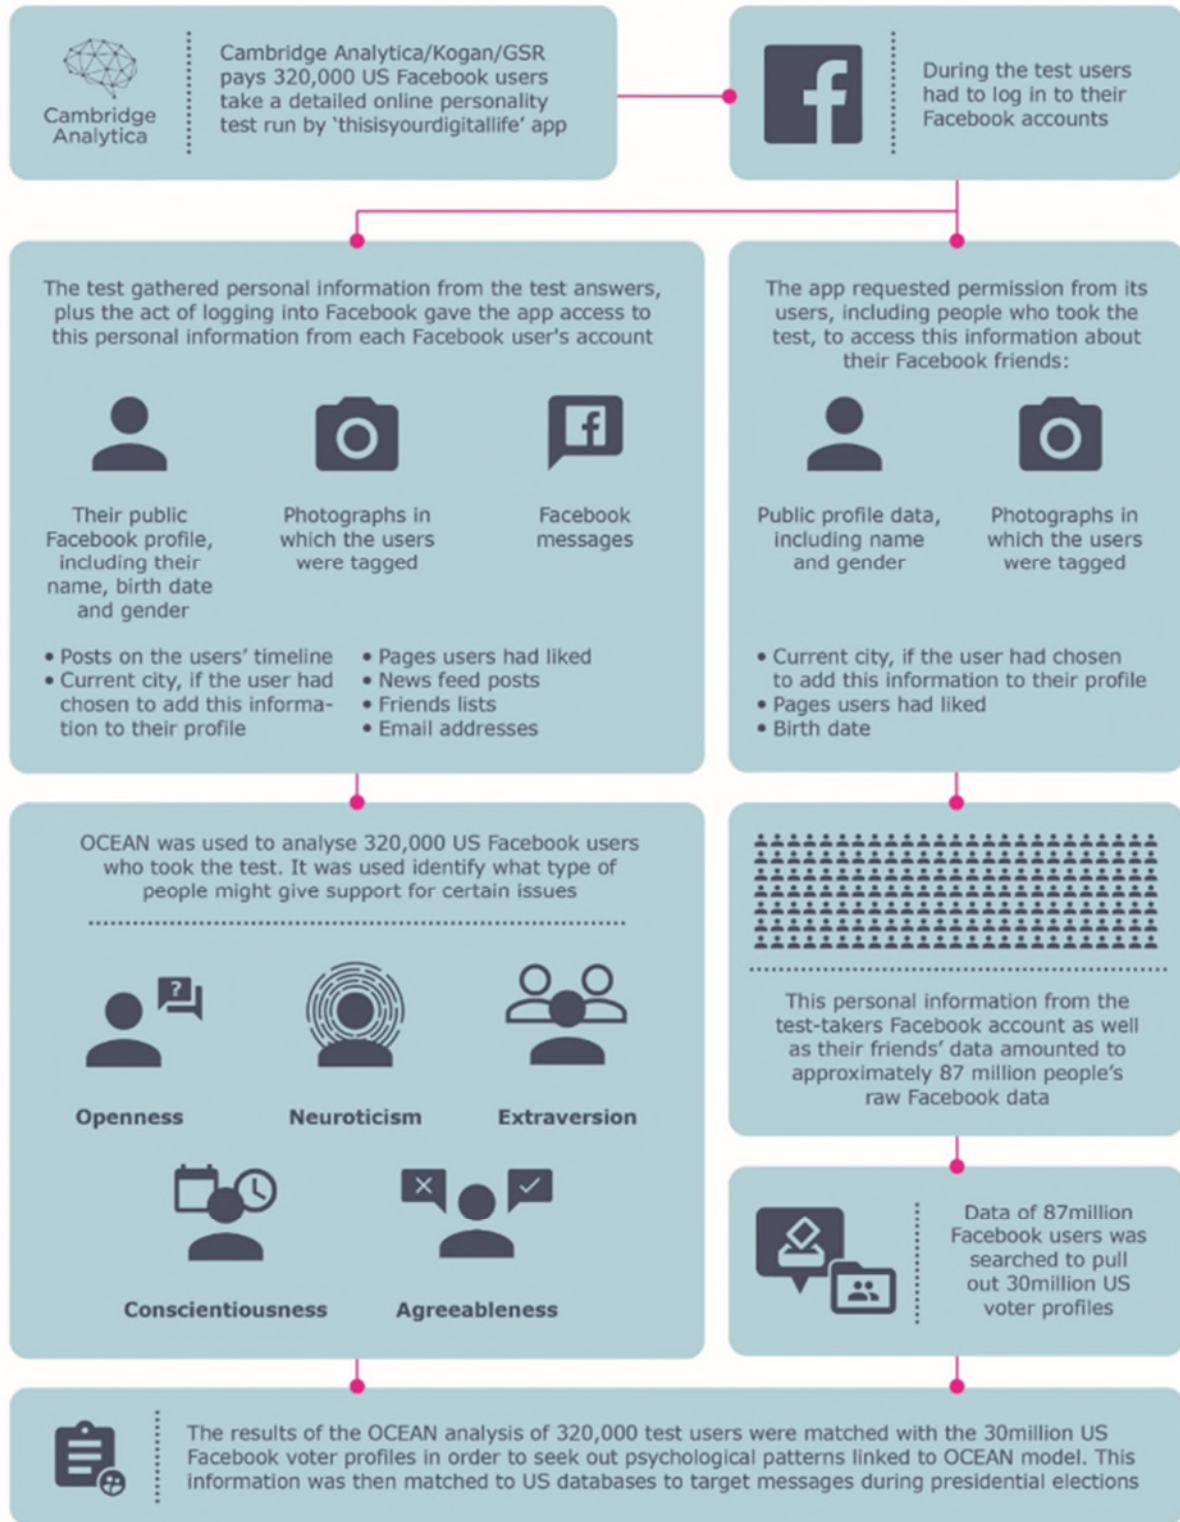 Cambridge
Analytica
Cambridge Analytica/Kogan/GSR
pays 320,000 US Facebook users
take a detailed online personality
test run by ‘thisisyourdigitallife’ app
f
During the test users
had to log in to their
Facebook accounts
The test gathered personal information from the test answers,
plus the act of logging into Facebook gave the app access to
this personal information from each Facebook user's account
f
Their public
Facebook profile,
including their
name, birth date
and gender
Photographs in
which the users
were tagged
Facebook
messages
• Posts on the users’ timeline
• Current city, if the user had
chosen to add this informa-
tion to their profile
• Pages users had liked
• News feed posts
• Friends lists
• Email addresses
The app requested permission from its
users, including people who took the
test, to access this information about
their Facebook friends:
Public profile data,
including name
and gender
Photographs in
which the users
were tagged
• Current city, if the user had chosen
to add this information to their profile
• Pages users had liked
• Birth date
OCEAN was used to analyse 320,000 US Facebook users
who took the test. It was used identify what type of
people might give support for certain issues
?
Openness
Neuroticism
Extraversion
Conscientiousness
Agreeableness
This personal information from the
test-takers Facebook account as well
as their friends’ data amounted to
approximately 87 million people’s
raw Facebook data
Data of 87million
Facebook users was
searched to pull
out 30million US
voter profiles
The results of the OCEAN analysis of 320,000 test users were matched with the 30million US
Facebook voter profiles in order to seek out psychological patterns linked to OCEAN model. This
information was then matched to US databases to target messages during presidential elections